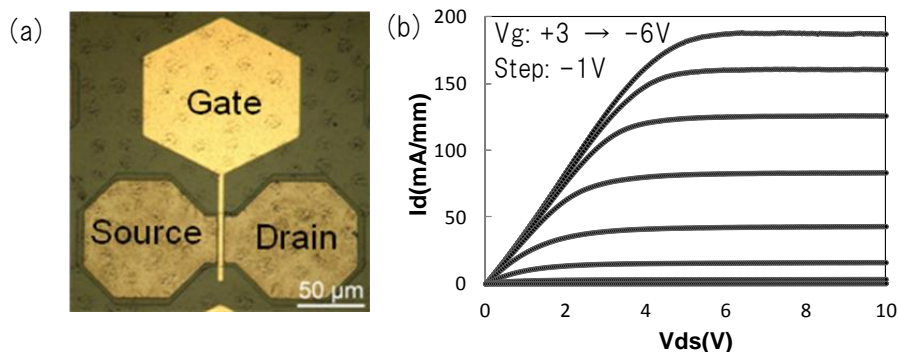 (a)
Gate
Source
Drain
50 μm
(b)
Vg: +3 → -6V
Step: -1V
Id(mA/mm)
200
150
100
50
0
0 2 4 6 8 10
Vds(V)